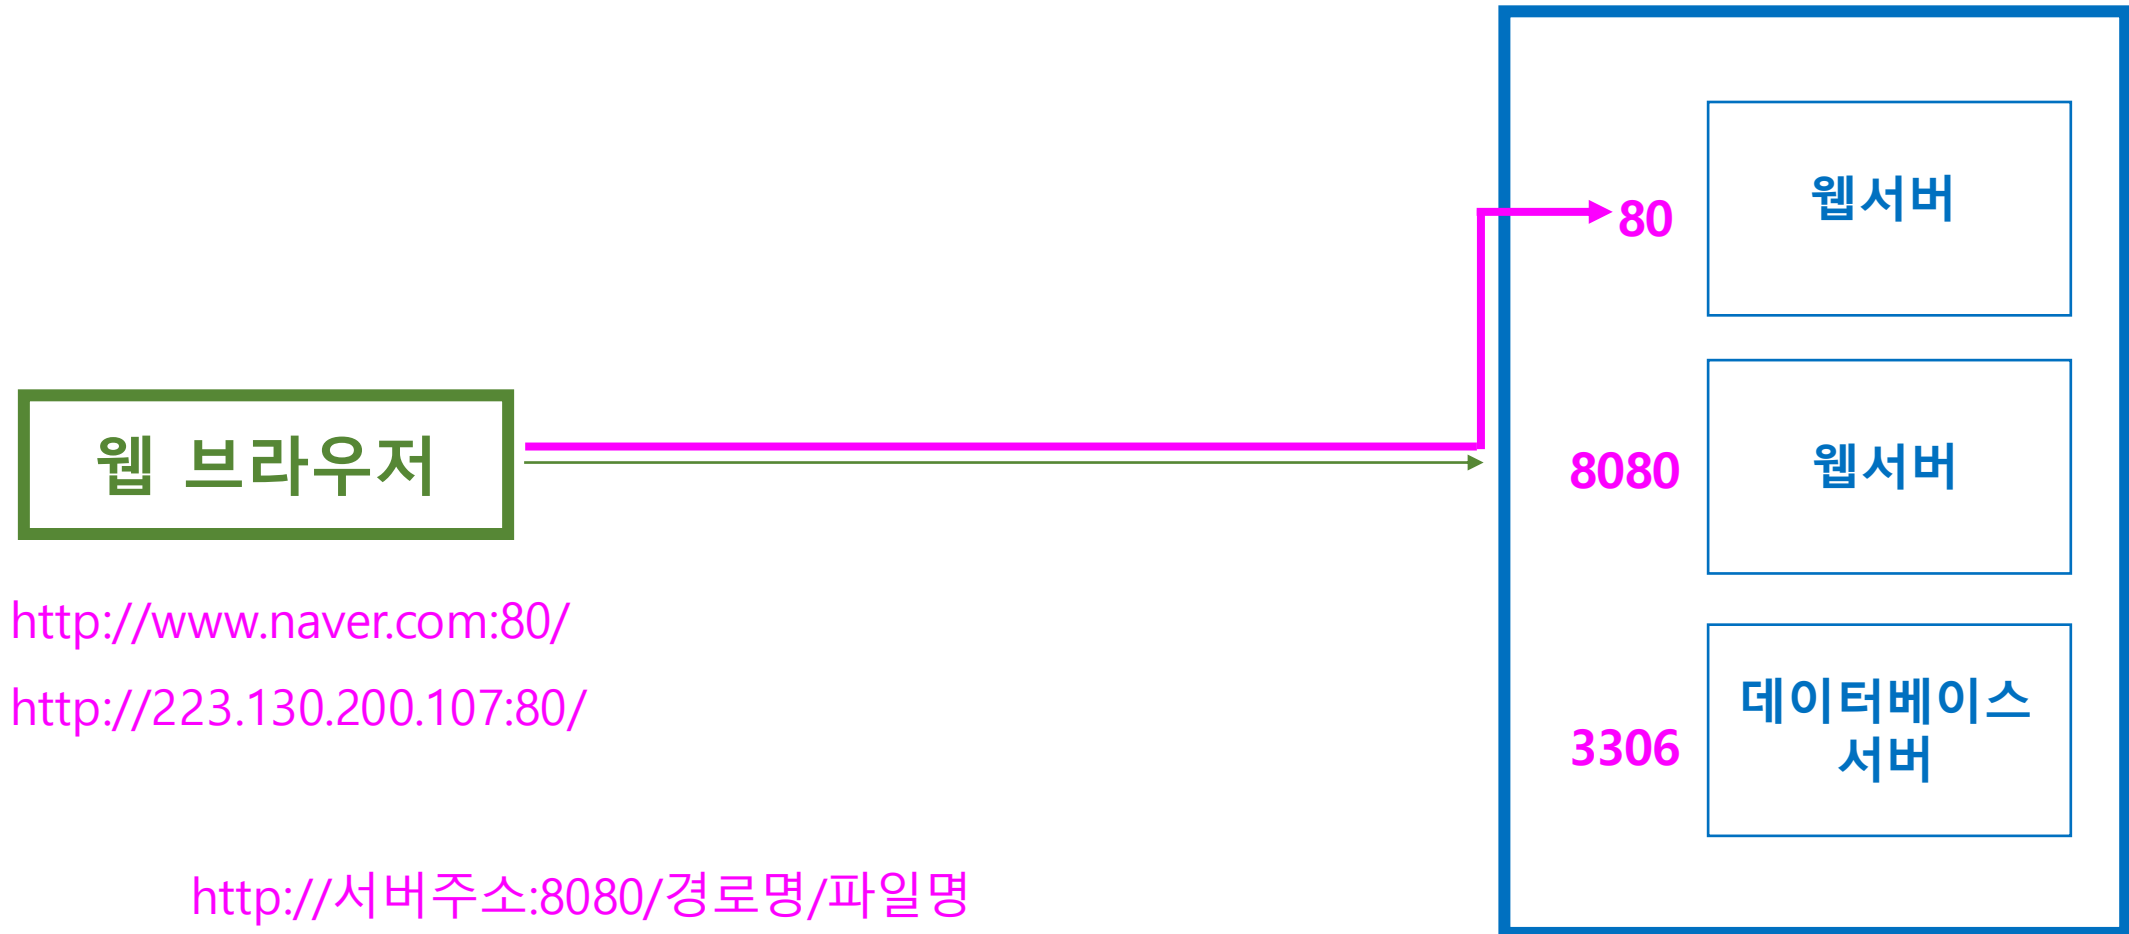 웹서버
80
웹 브라우저
8080
웹서버
http://www.naver.com:80/
http://223.130.200.107:80/
3306
데이터베이스
서버
http://서버주소:8080/경로명/파일명